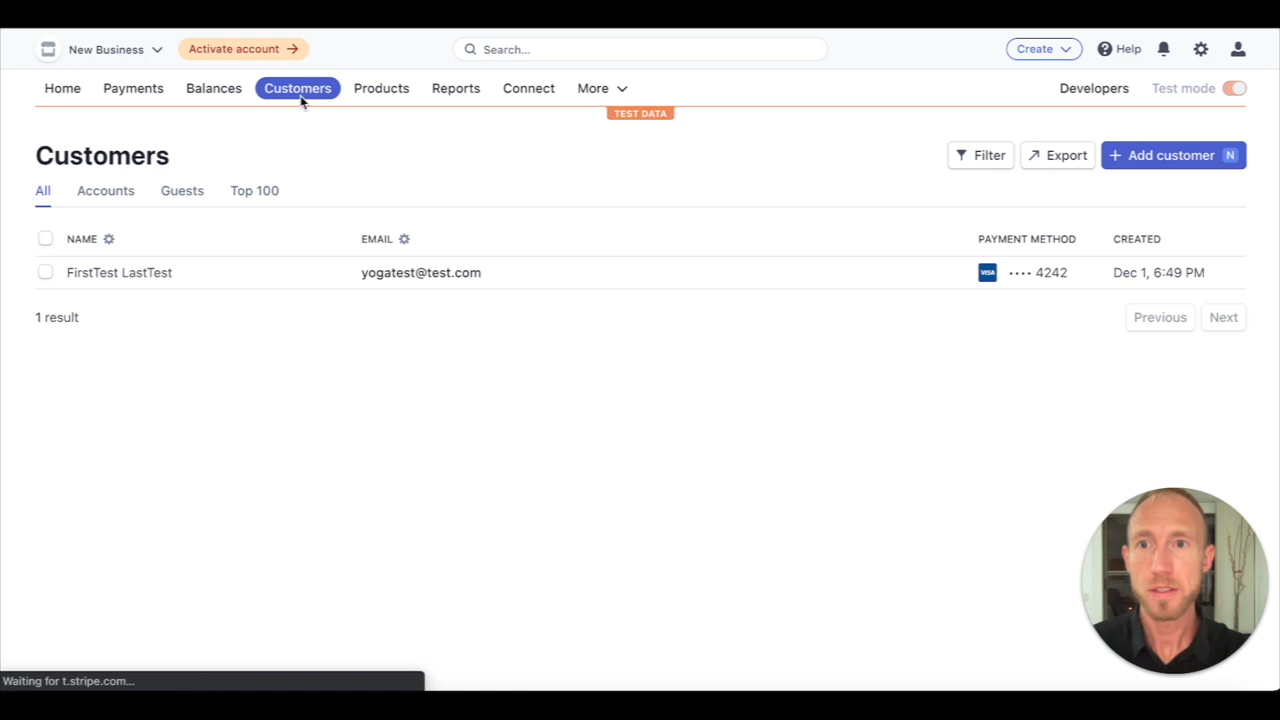 New Business Activate account → Search... Create Help
Home Payments Balances Customers Products Reports Connect More Developers Test mode
TEST DATA
Customers Filter Export + Add customer N
All Accounts Guests Top 100
NAME EMAIL PAYMENT METHOD CREATED
FirstTest LastTest yogatest@test.com VISA •••• 4242 Dec 1, 6:49 PM
1 result Previous Next
Waiting for t.stripe.com...